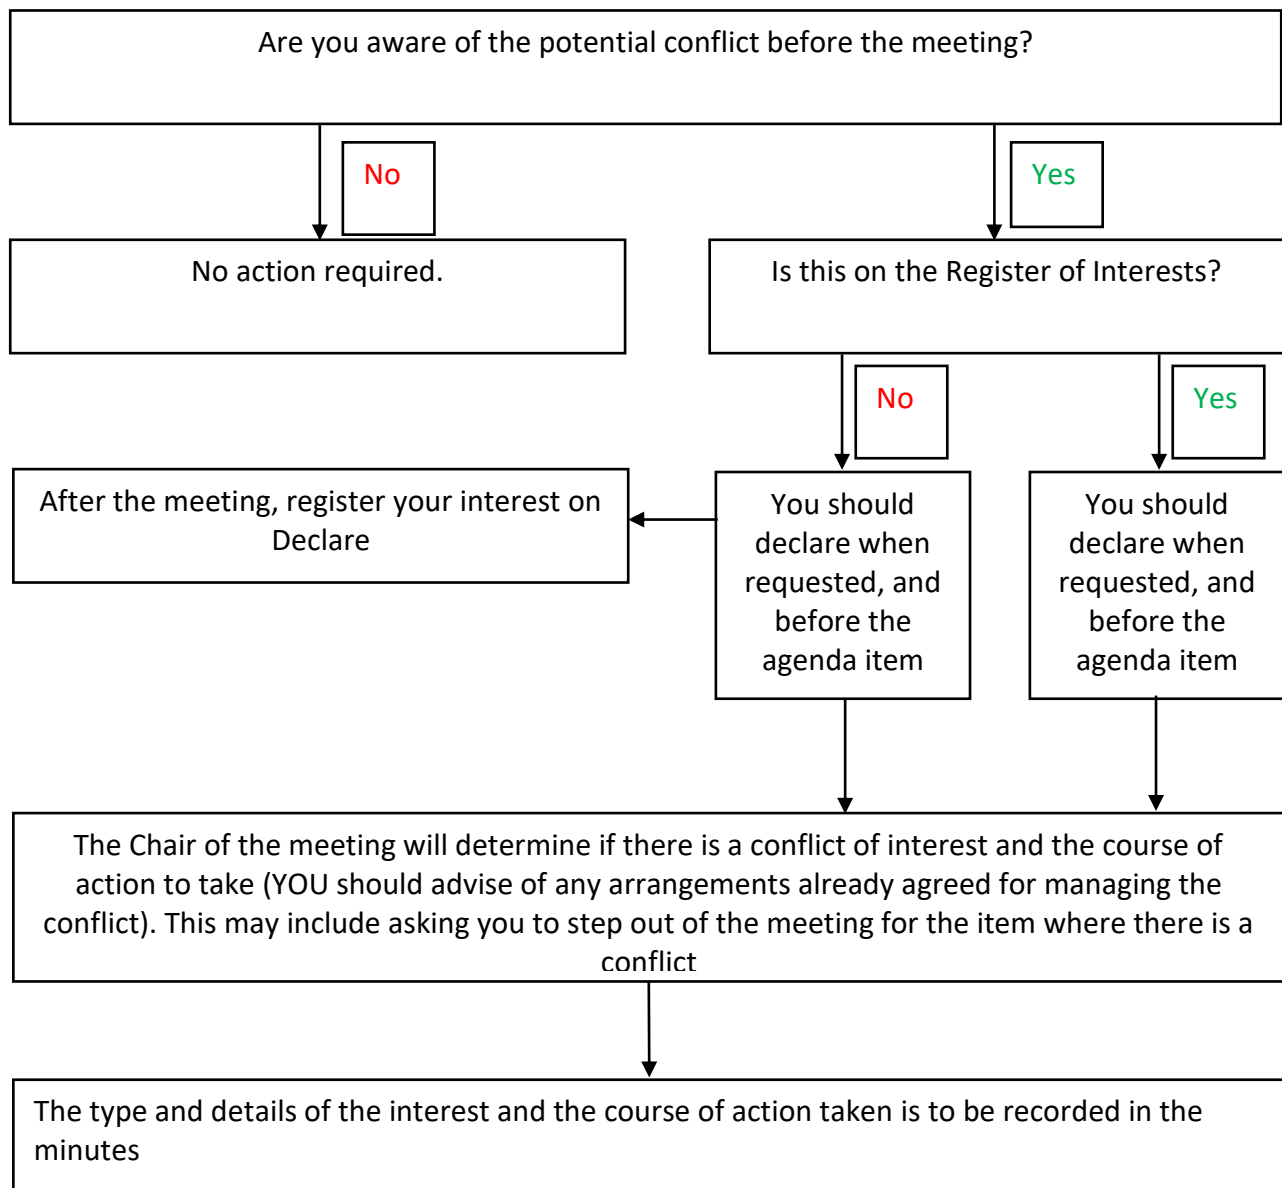 Are you aware of the potential conflict before the meeting?
No
Yes
No action required.
Is this on the Register of Interests?
No
Yes
After the meeting, register your interest on
Declare
You should
declare when
requested, and
before the
agenda item
You should
declare when
requested, and
before the
agenda item
The Chair of the meeting will determine if there is a conflict of interest and the course of
action to take (YOU should advise of any arrangements already agreed for managing the
conflict). This may include asking you to step out of the meeting for the item where there is a
conflict
The type and details of the interest and the course of action taken is to be recorded in the
minutes